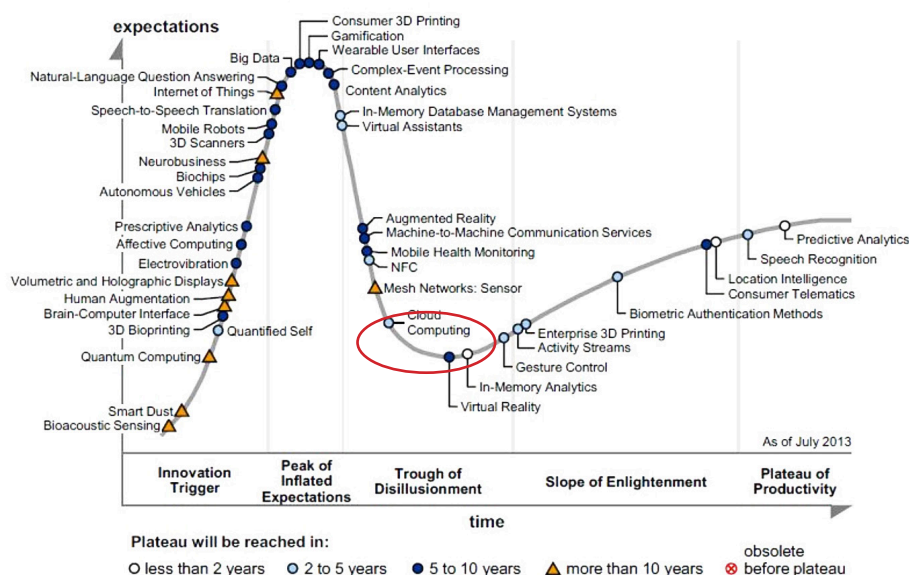 expectations
Consumer 3D Printing
Gamification
Wearable User Interfaces
Big Data
Complex-Event Processing
Natural-Language Question Answering
Content Analytics
Internet of Things
In-Memory Database Management Systems
Speech-to-Speech Translation
Virtual Assistants
Mobile Robots
3D Scanners
Neurobusiness
Biochips
Autonomous Vehicles
Augmented Reality
Prescriptive Analytics
Machine-to-Machine Communication Services
Affective Computing
Mobile Health Monitoring
Electrovibration
NFC
Volumetric and Holographic Displays
Mesh Networks: Sensor
Human Augmentation
Brain-Computer Interface
3D Bioprinting
Quantified Self
Cloud
Computing
Quantum Computing
Smart Dust
Bioacoustic Sensing
Predictive Analytics
Speech Recognition
Location Intelligence
Consumer Telematics
Biometric Authentication Methods
Enterprise 3D Printing
Activity Streams
Gesture Control
In-Memory Analytics
Virtual Reality
As of July 2013
Innovation
Trigger
Peak of
Inflated
Expectations
Trough of
Disillusionment
Slope of Enlightenment
Plateau of
Productivity
time
Plateau will be reached in:
less than 2 years
2 to 5 years
5 to 10 years
more than 10 years
obsolete
before plateau